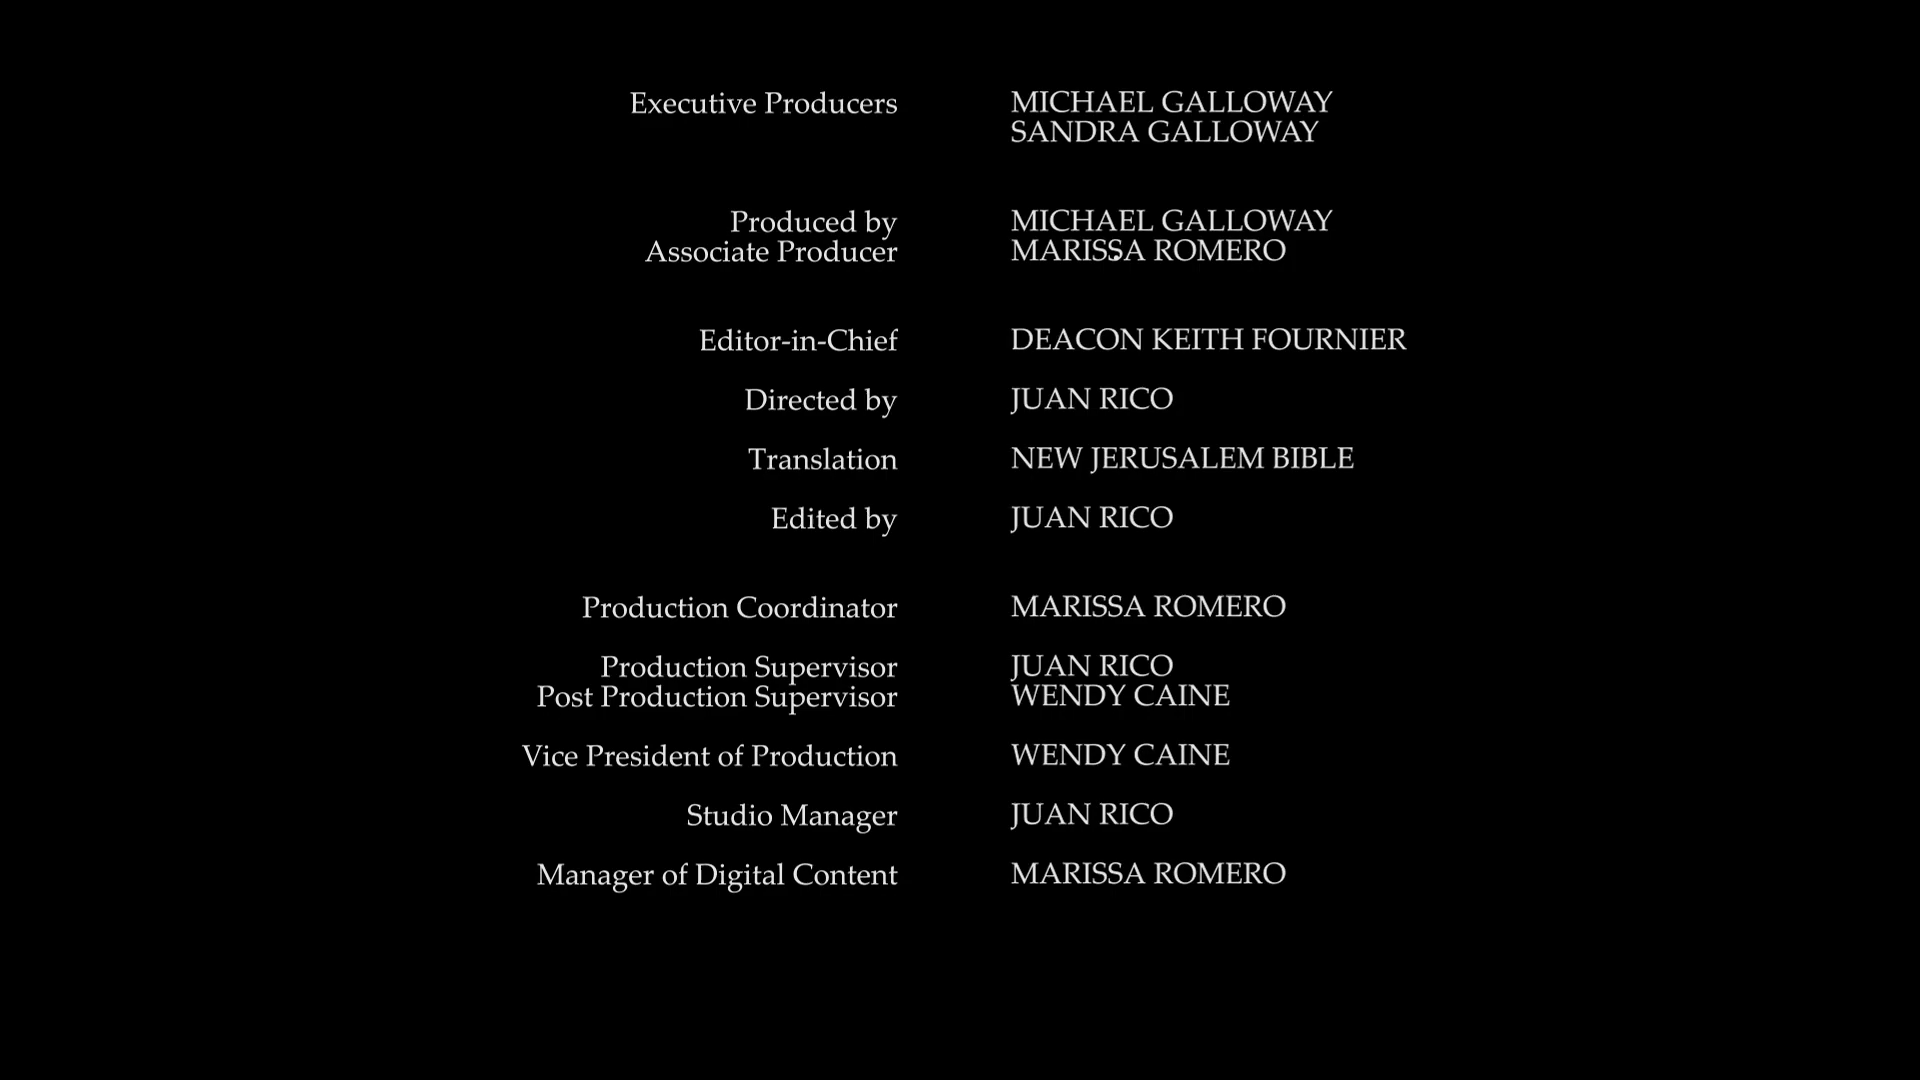 Executive Producers MICHAEL GALLOWAY
SANDRA GALLOWAY
Produced by MICHAEL GALLOWAY
Associate Producer MARISSA ROMERO
Editor-in-Chief DEACON KEITH FOURNIER
Directed by JUAN RICO
Translation NEW JERUSALEM BIBLE
Edited by JUAN RICO
Production Coordinator MARISSA ROMERO
Production Supervisor JUAN RICO
Post Production Supervisor WENDY CAINE
Vice President of Production WENDY CAINE
Studio Manager JUAN RICO
Manager of Digital Content MARISSA ROMERO